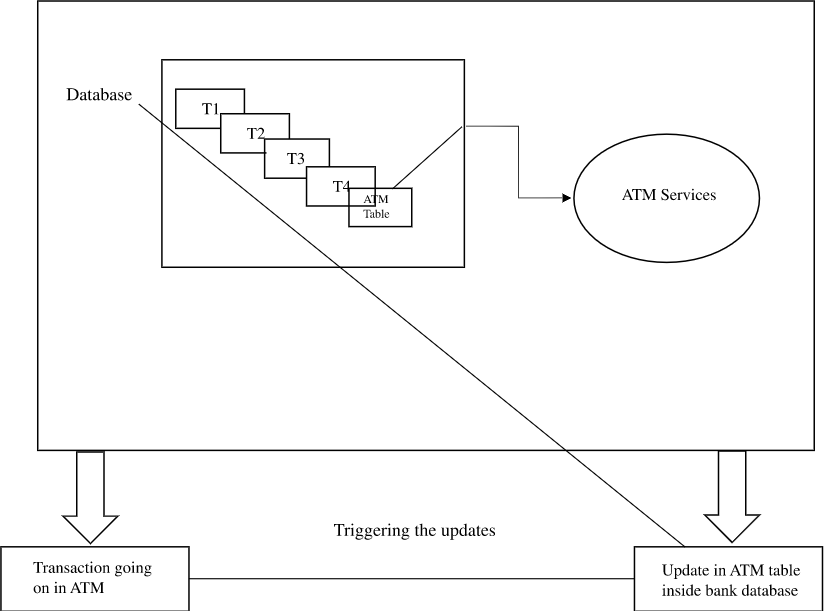 Database
T1
T2
T3
T4
ATM
Table
ATM Services
Triggering the updates
Transaction going
on in ATM
Update in ATM table
inside bank database